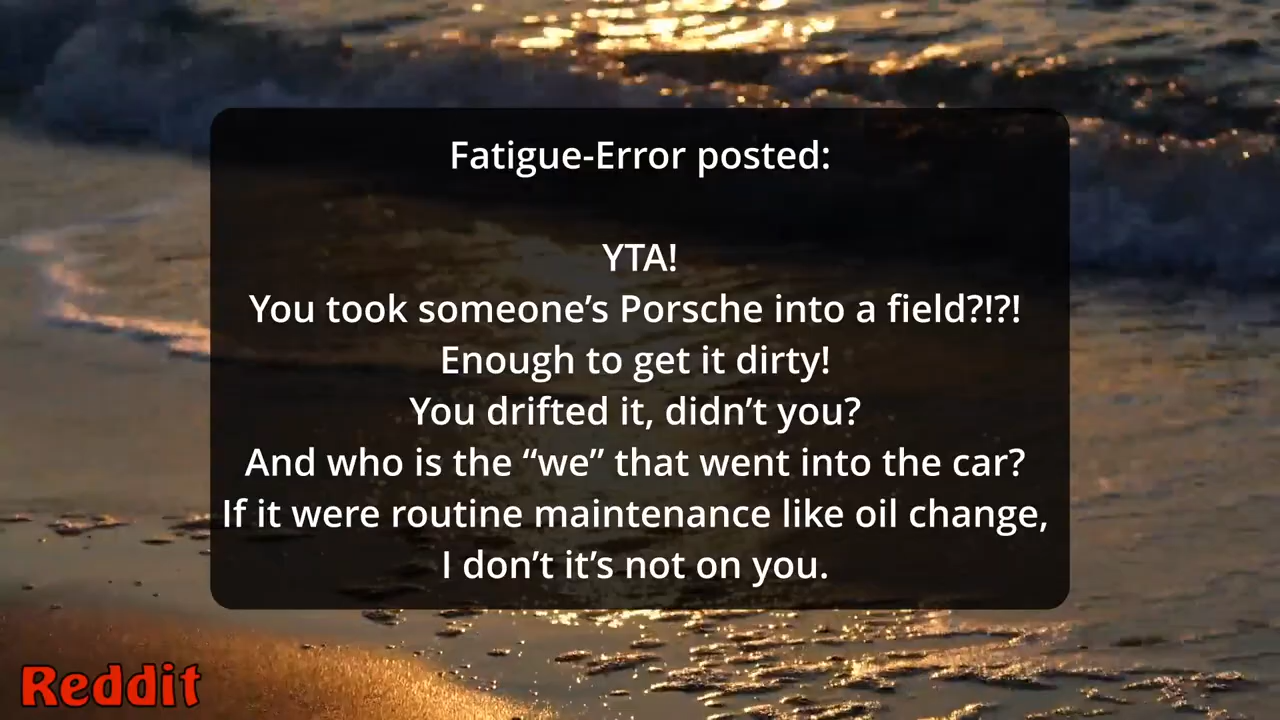 Fatigue-Error posted:
YTA!
You took someone’s Porsche into a field?!?!
Enough to get it dirty!
You drifted it, didn’t you?
And who is the “we” that went into the car?
If it were routine maintenance like oil change,
I don’t it’s not on you.
Reddit